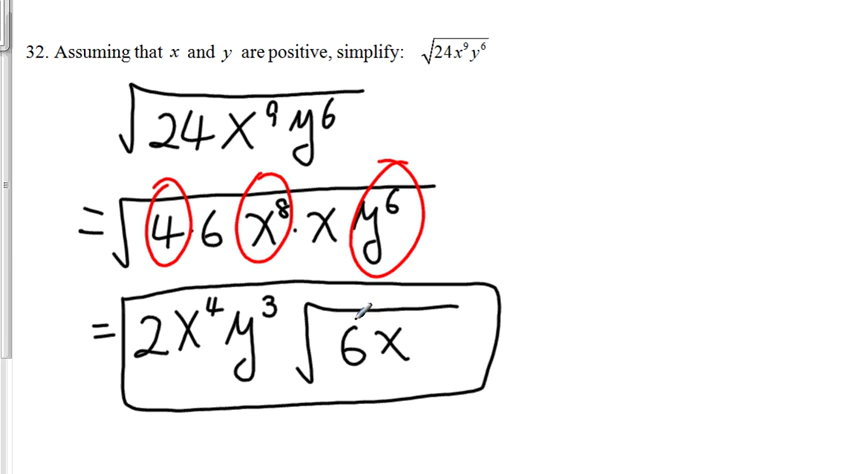 32. Assuming that x and y are positive, simplify: √24x⁹y⁶
√24x⁹y⁶
= √4·6 x⁸·x y⁶
= 2x⁴y³ √6x